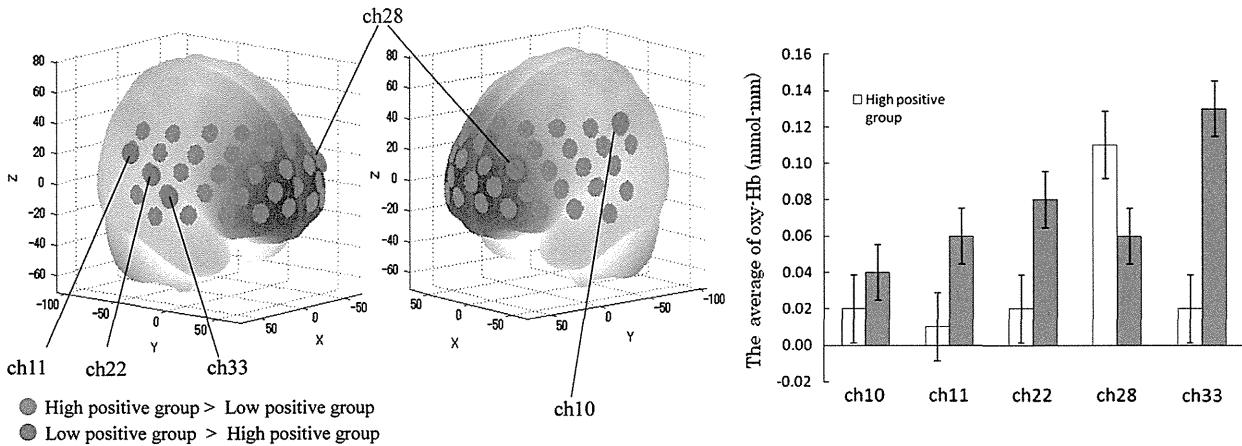 ch28
80
60
40
20
0
-20
-40
-60
Z
-100
-50
0
50
Y
50
0
-50
X
ch11
ch22
ch33
80
60
40
20
0
-20
-40
-60
Z
50
0
-50
X
50
0
-50
-100
Y
ch10
High positive group > Low positive group
Low positive group > High positive group
The average of oxy-Hb (mmol·mm)
0.16
0.14
0.12
0.10
0.08
0.06
0.04
0.02
0.00
-0.02
High positive
group
ch10 ch11 ch22 ch28 ch33